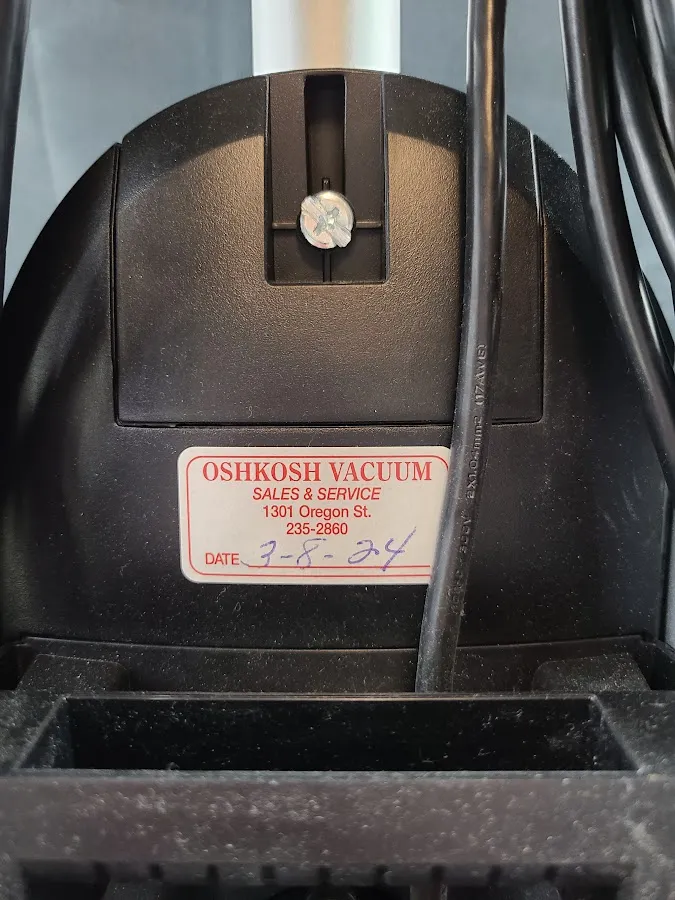 OSHKOSH VACUUM
SALES & SERVICE
1301 Oregon St.
235-2860
DATE 3-8-24